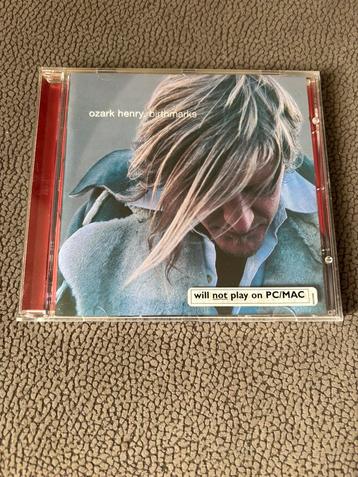 ozark henry. birthmarks
will not play on PC/MAC